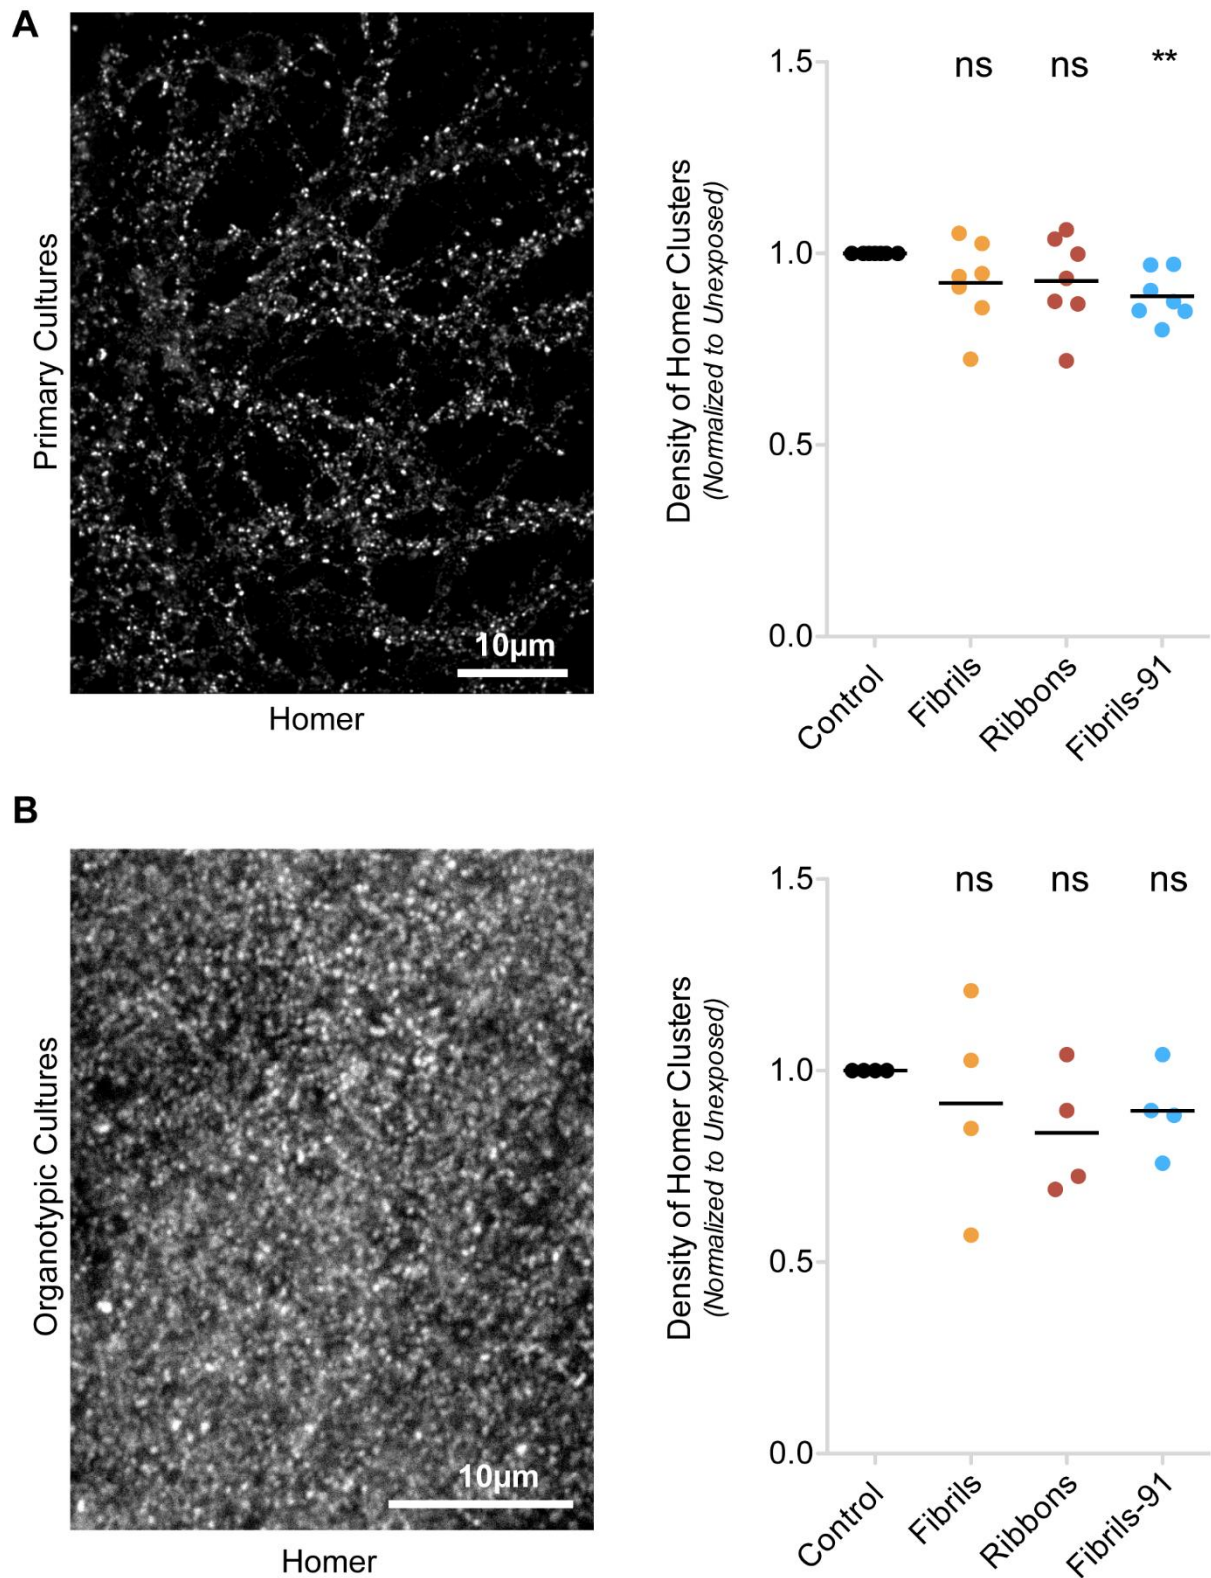 A
Primary Cultures
10µm
Homer
Density of Homer Clusters
(Normalized to Unexposed)
1.5
1.0
0.5
0.0
ns
ns
**
Control
Fibrils
Ribbons
Fibrils-91
B
Organotypic Cultures
10µm
Homer
Density of Homer Clusters
(Normalized to Unexposed)
1.5
1.0
0.5
0.0
ns
ns
ns
Control
Fibrils
Ribbons
Fibrils-91